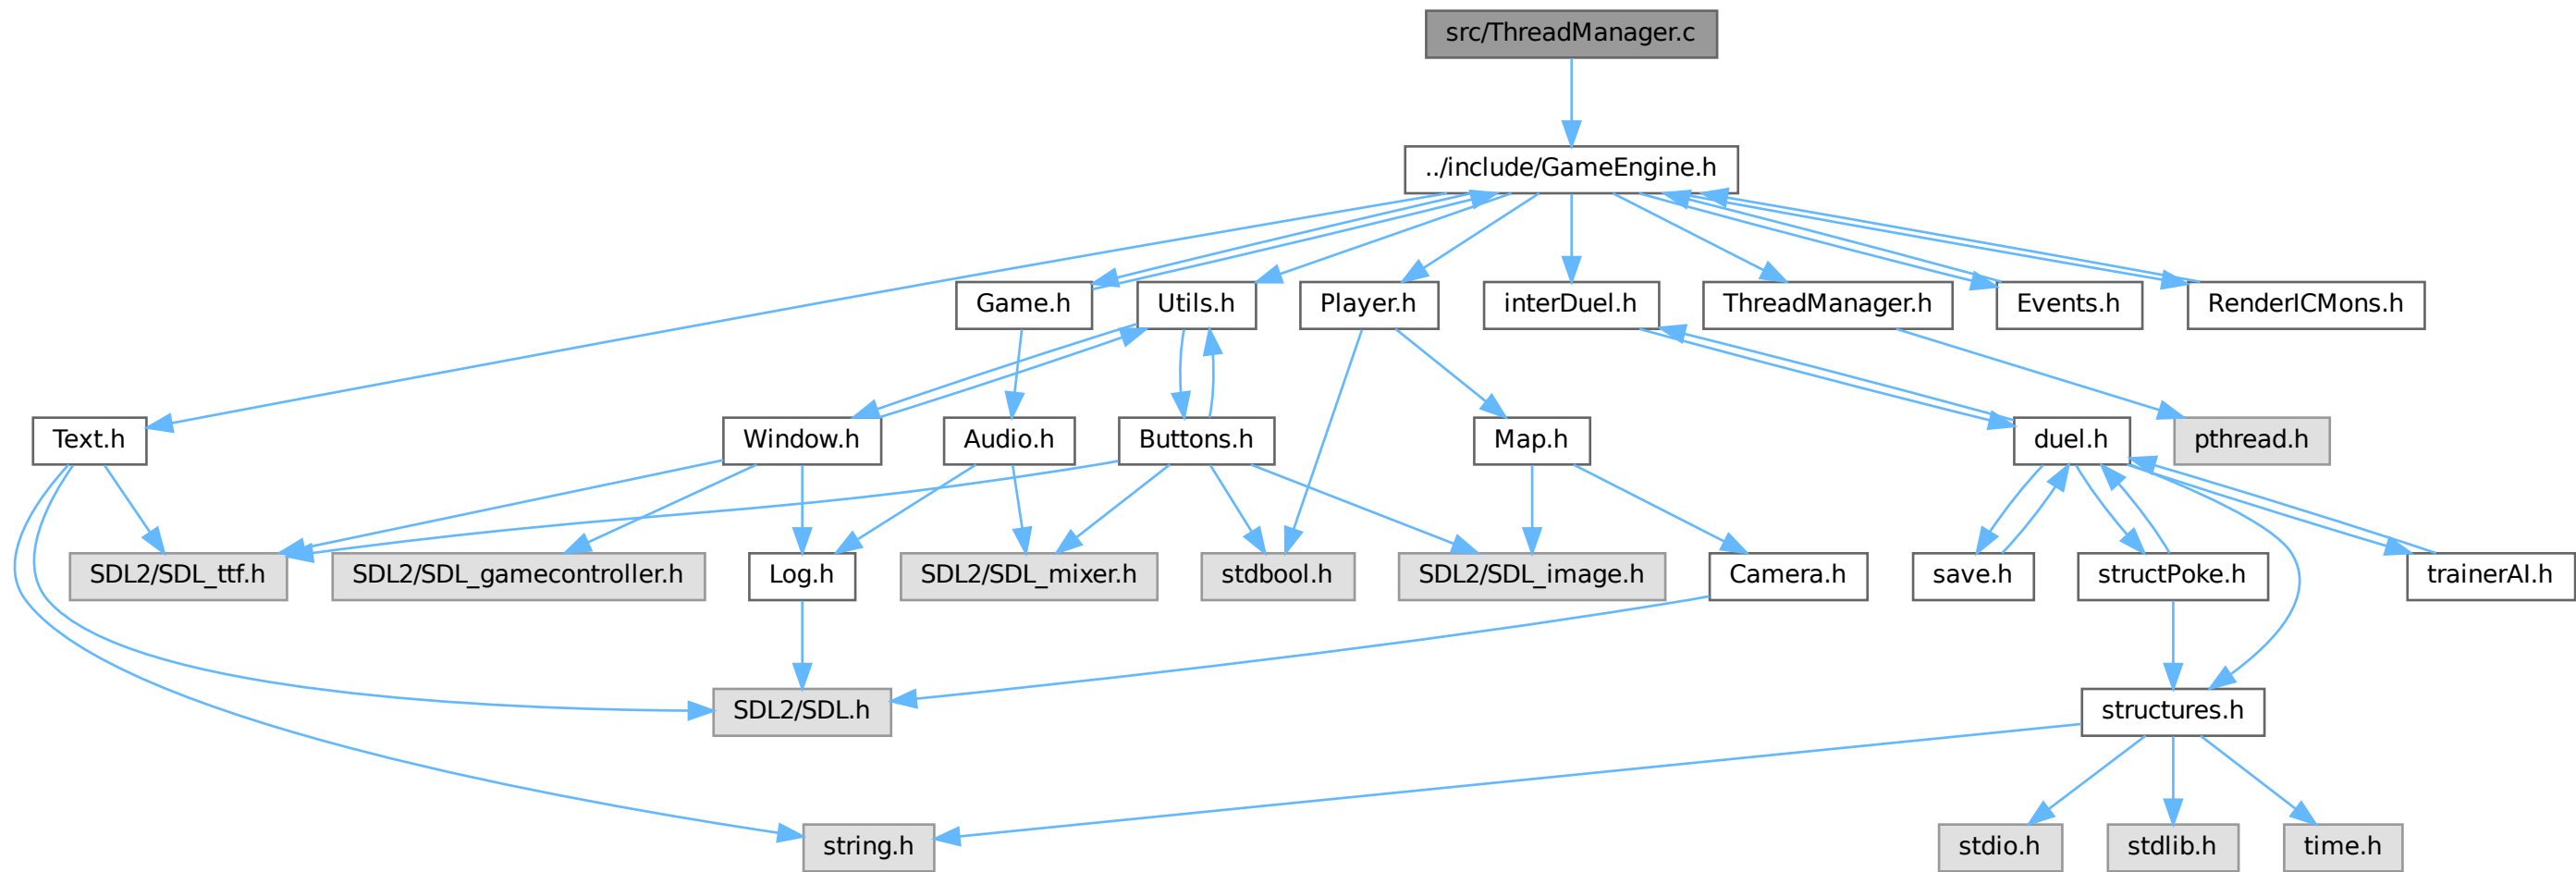 src/ThreadManager.c
../include/GameEngine.h
Game.h
Utils.h
Player.h
interDuel.h
ThreadManager.h
Events.h
RenderICMons.h
Text.h
Window.h
Audio.h
Buttons.h
Map.h
duel.h
pthread.h
SDL2/SDL_ttf.h
SDL2/SDL_gamecontroller.h
Log.h
SDL2/SDL_mixer.h
stdbool.h
SDL2/SDL_image.h
Camera.h
save.h
structPoke.h
trainerAI.h
SDL2/SDL.h
structures.h
string.h
stdio.h
stdlib.h
time.h